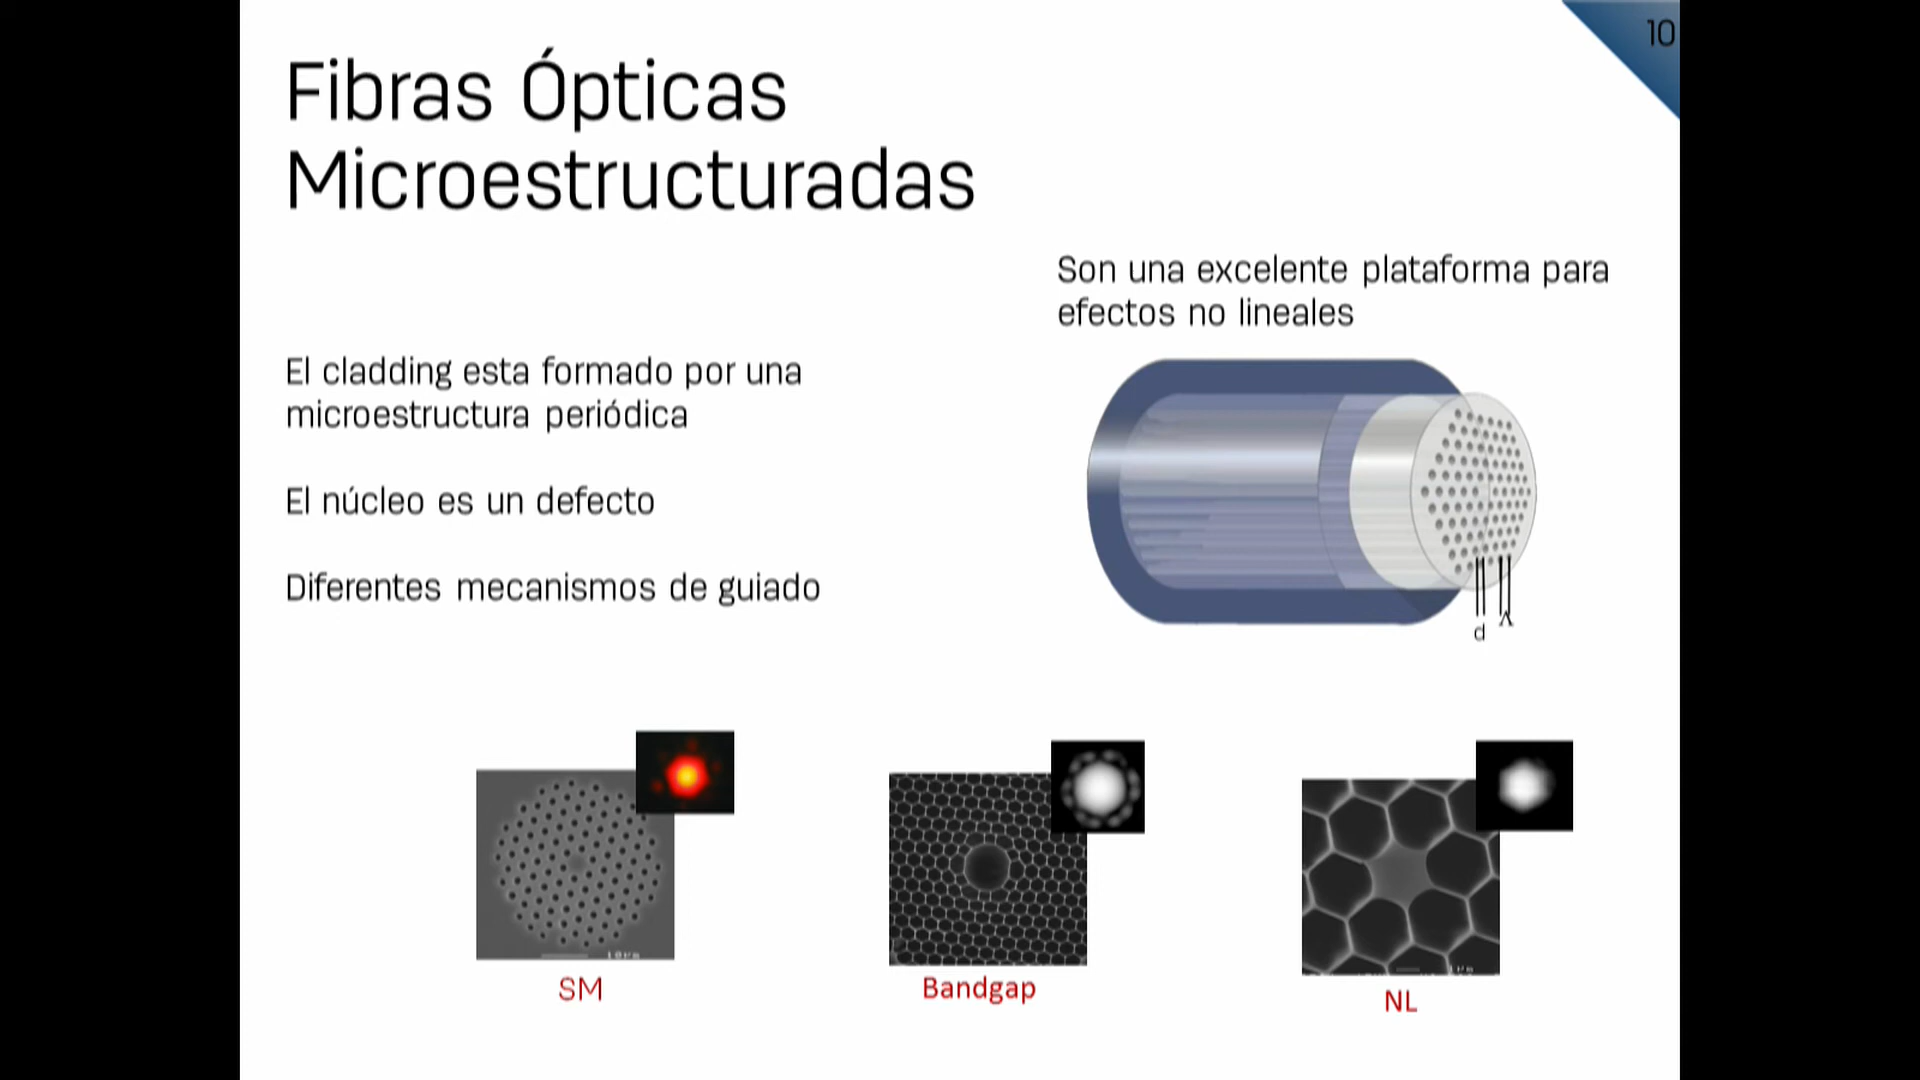 10
Fibras Ópticas
Microestructuradas
Son una excelente plataforma para
efectos no lineales
El cladding esta formado por una
microestructura periódica
El núcleo es un defecto
Diferentes mecanismos de guiado
d
Λ
SM
Bandgap
NL